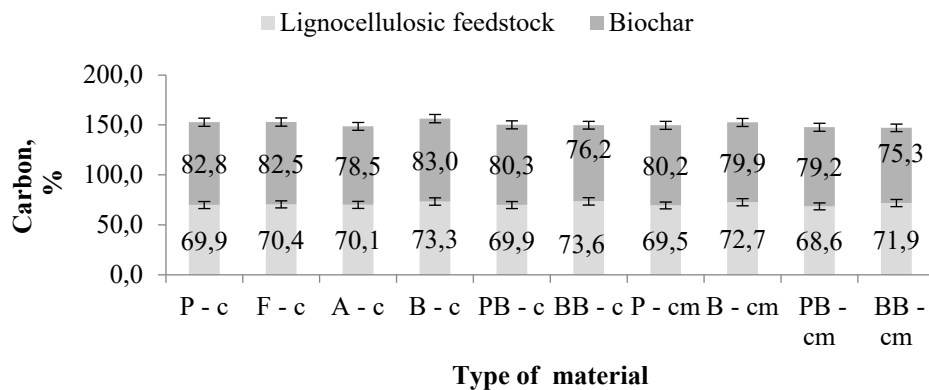 Lignocellulosic feedstock Biochar
Carbon,
%
200,0
150,0
100,0
50,0
0,0
82,8 82,5 78,5 83,0 80,3 76,2 80,2 79,9 79,2 75,3
69,9 70,4 70,1 73,3 69,9 73,6 69,5 72,7 68,6 71,9
P - c F - c A - c B - c PB - c BB - c P - cm B - cm PB - BB -
cm cm
Type of material